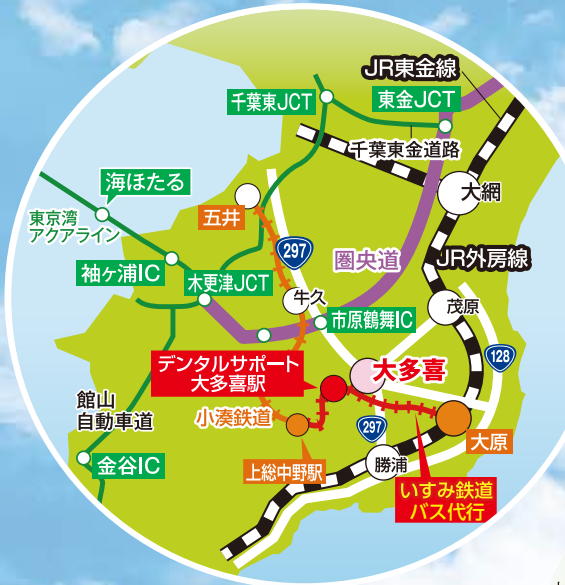 JR東金線
千葉東JCT
東金JCT
千葉東金道路
海ほたる
大網
五井
東京湾
アクアライン
297
圏央道
JR外房線
袖ヶ浦IC
木更津JCT
牛久
茂原
市原鶴舞IC
デンタルサポート
大多喜駅
大多喜
128
館山
自動車道
小湊鉄道
297
大原
上総中野駅
勝浦
金谷IC
いすみ鉄道
バス代行